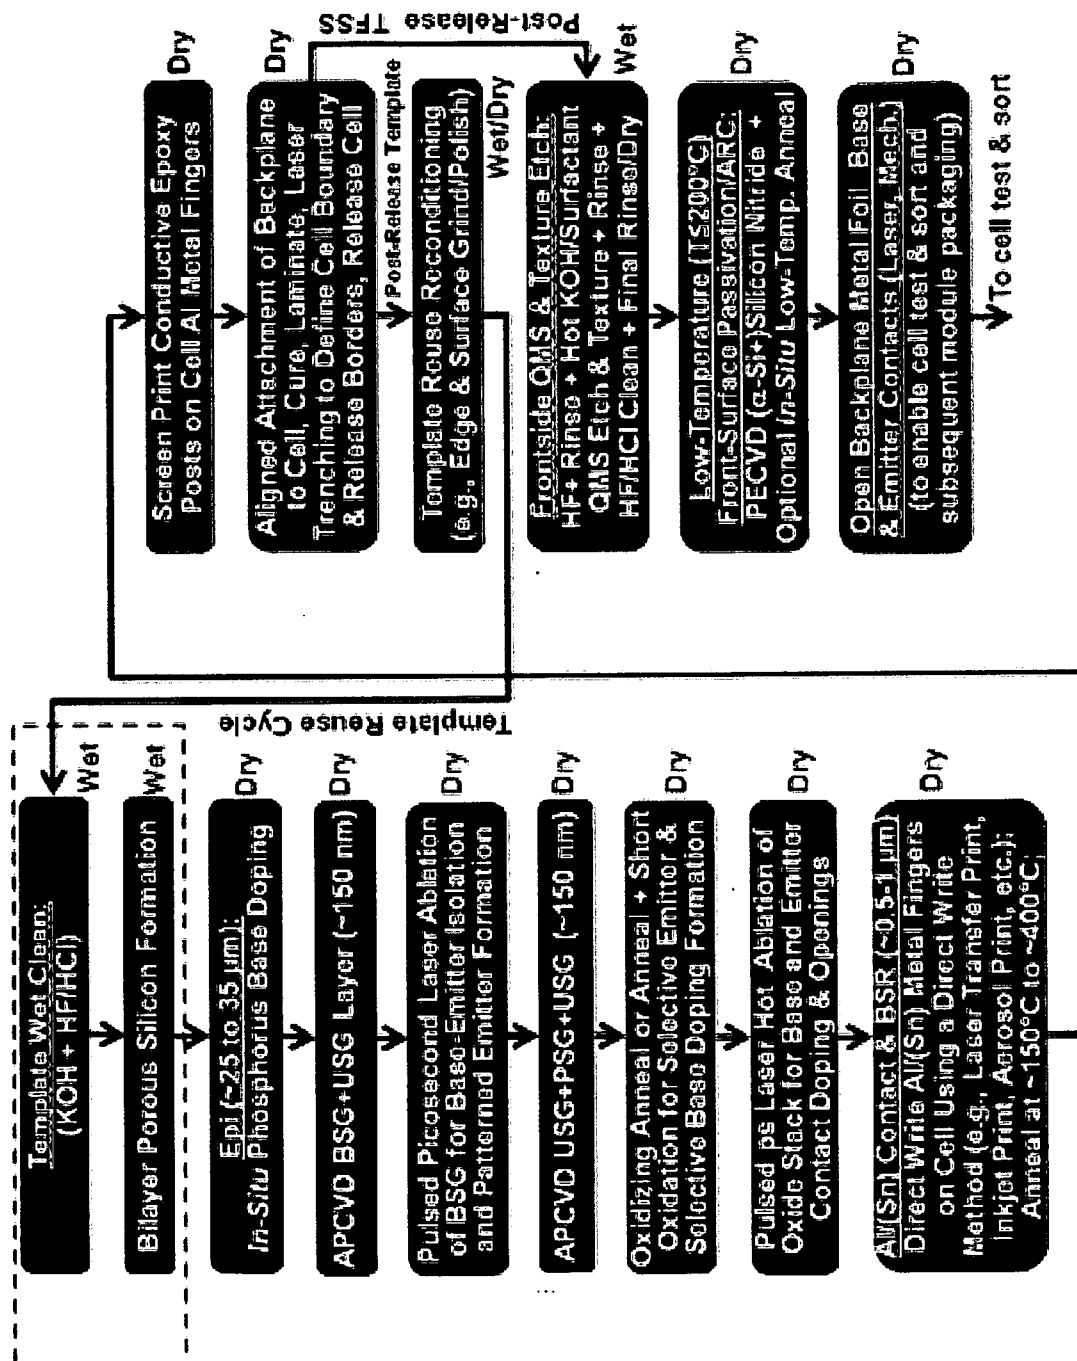 Template Wet Clean:
(KOH + HF/HCl)
Wet
Bilayer Porous Silicon Formation
Wet
Epi (~25 to 35 µm):
In-Situ Phosphorus Base Doping
Dry
APCVD BSG+USG Layer (~150 nm)
Dry
Pulsed Picosecond Laser Ablation
of BSG for Base-Emitter Isolation
and Patterned Emitter Formation
Dry
APCVD USG+PSG+USG (~150 nm)
Dry
Oxidizing Anneal or Anneal + Short
Oxidation for Selective Emitter &
Selective Base Doping Formation
Dry
Pulsed ps Laser Hot Ablation of
Oxide Stack for Base and Emitter
Contact Doping & Openings
Dry
Al(Sn) Contact & BSR (~0.5-1 µm)
Direct Write Al(Sn) Metal Fingers
on Cell Using a Direct Write
Method (e.g., Laser Transfer Print,
Inkjet Print, Aerosol Print, etc.);
Anneal at ~150°C to ~400°C;
Dry
Template Reuse Cycle
Screen Print Conductive Epoxy
Posts on Cell Al Metal Fingers
Dry
Aligned Attachment of Backplane
to Cell, Cure, Laminate, Laser
Trenching to Define Cell Boundary
& Release Borders, Release Cell
Dry
Post-Release Template
Post-Release TFSS
Template Reuse Reconditioning
(e.g., Edge & Surface Grind/Polish)
Wet/Dry
Frontside QMS & Texture Etch:
HF+ Rinse + Hot KOH/Surfactant
QMS Etch & Texture + Rinse +
HF/HCl Clean + Final Rinse/Dry
Wet
Low-Temperature (T≤200°C)
Front-Surface Passivation/ARC:
PECVD (α-Si+)Silicon Nitride +
Optional In-Situ Low-Temp. Anneal
Dry
Open Backplane Metal Foil Base
& Emitter Contacts (Laser, Mech.)
(to enable cell test & sort and
subsequent module packaging)
Dry
To cell test & sort